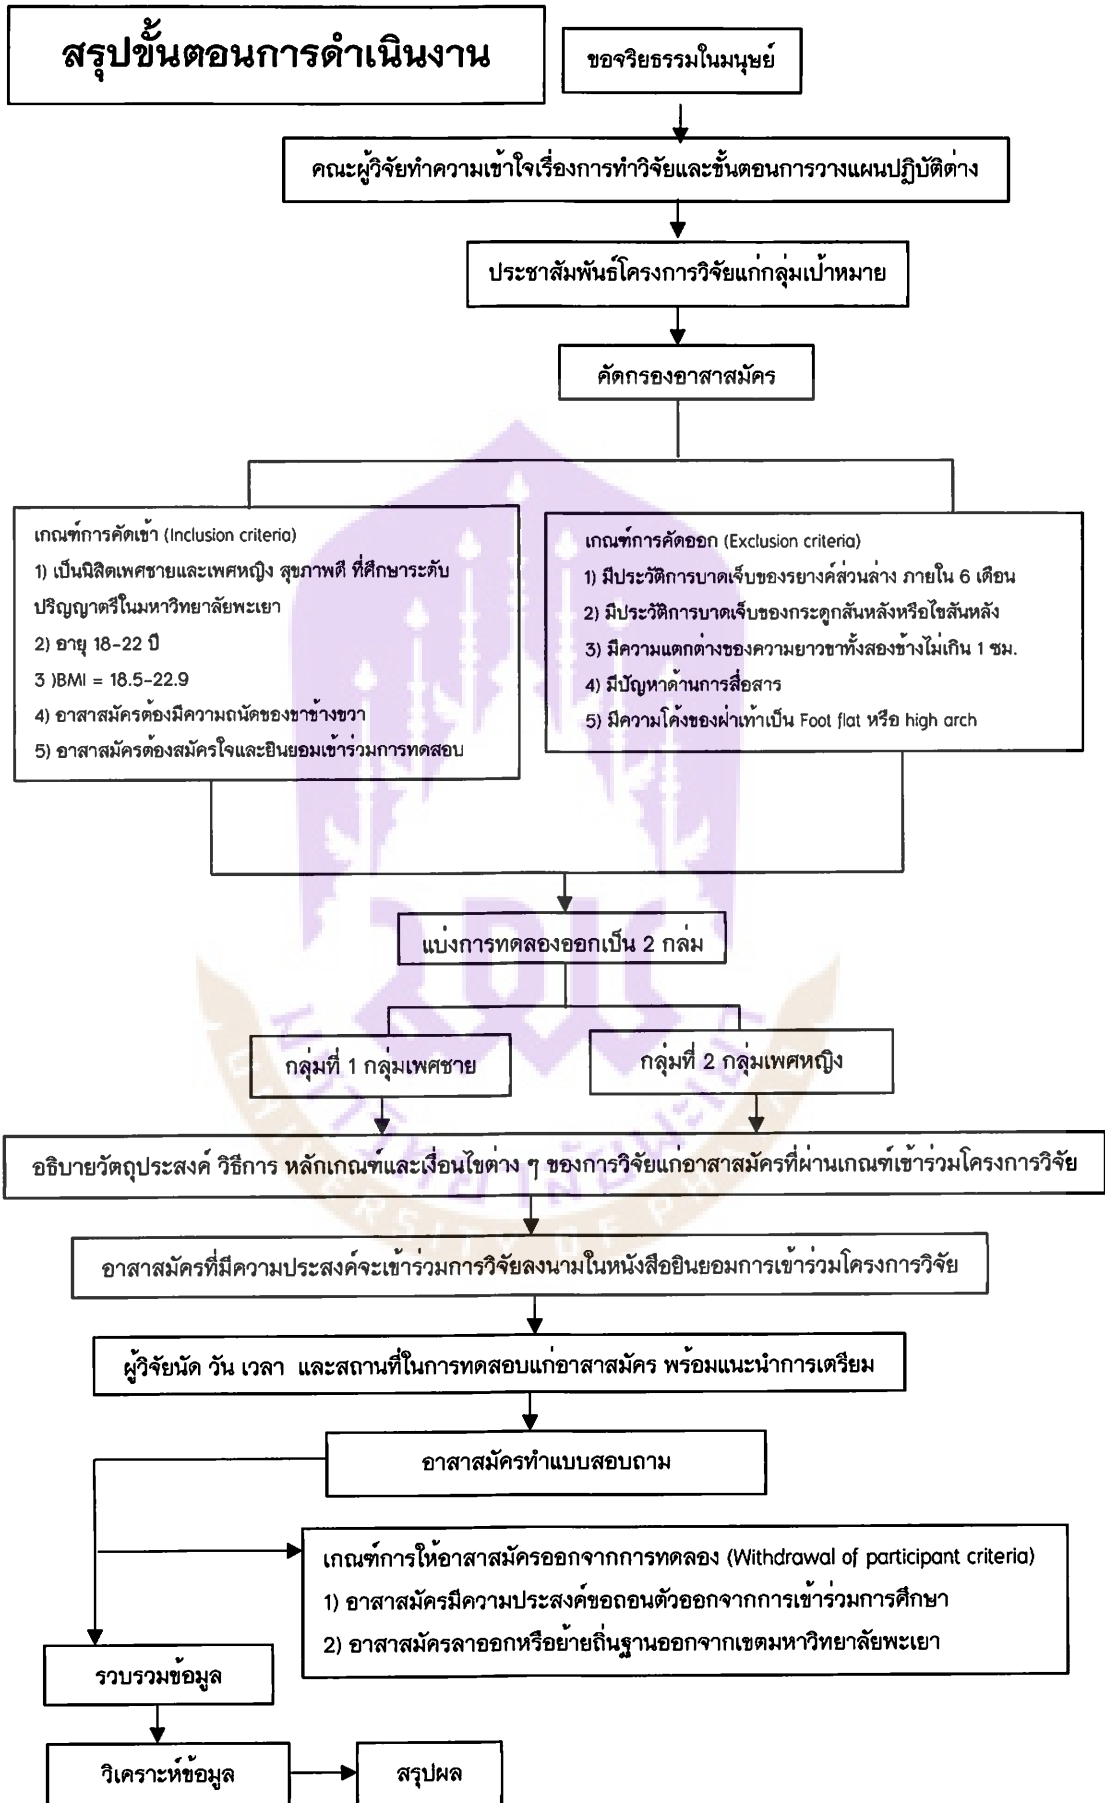 สรุปขั้นตอนการดำเนินงาน
ขอจริยธรรมในมนุษย์
คณะผู้วิจัยทำความเข้าใจเรื่องการทำวิจัยและขั้นตอนการวางแผนปฏิบัติต่าง
ประชาสัมพันธ์โครงการวิจัยแก่กลุ่มเป้าหมาย
คัดกรองอาสาสมัคร
เกณฑ์การคัดเข้า (Inclusion criteria)
1) เป็นนิสิตเพศชายและเพศหญิง สุขภาพดี ที่ศึกษาระดับ
ปริญญาตรีในมหาวิทยาลัยพะเยา
2) อายุ 18-22 ปี
3 )BMI = 18.5-22.9
4) อาสาสมัครต้องมีความถนัดของขาข้างขวา
5) อาสาสมัครต้องสมัครใจและยินยอมเข้าร่วมการทดสอบ
เกณฑ์การคัดออก (Exclusion criteria)
1) มีประวัติการบาดเจ็บของรยางค์ส่วนล่าง ภายใน 6 เดือน
2) มีประวัติการบาดเจ็บของกระดูกสันหลังหรือไขสันหลัง
3) มีความแตกต่างของความยาวขาทั้งสองข้างไม่เกิน 1 ซม.
4) มีปัญหาด้านการสื่อสาร
5) มีความโค้งของฝ่าเท้าเป็น Foot flat หรือ high arch
แบ่งการทดลองออกเป็น 2 กลุ่ม
กลุ่มที่ 1 กลุ่มเพศชาย
กลุ่มที่ 2 กลุ่มเพศหญิง
อธิบายวัตถุประสงค์ วิธีการ หลักเกณฑ์และเงื่อนไขต่าง ๆ ของการวิจัยแก่อาสาสมัครที่ผ่านเกณฑ์เข้าร่วมโครงการวิจัย
อาสาสมัครที่มีความประสงค์จะเข้าร่วมการวิจัยลงนามในหนังสือยินยอมการเข้าร่วมโครงการวิจัย
ผู้วิจัยนัด วัน เวลา และสถานที่ในการทดสอบแก่อาสาสมัคร พร้อมแนะนำการเตรียม
อาสาสมัครทำแบบสอบถาม
เกณฑ์การให้อาสาสมัครออกจากการทดลอง (Withdrawal of participant criteria)
1) อาสาสมัครมีความประสงค์ขอถอนตัวออกจากการเข้าร่วมการศึกษา
2) อาสาสมัครลาออกหรือย้ายถิ่นฐานออกจากเขตมหาวิทยาลัยพะเยา
รวบรวมข้อมูล
วิเคราะห์ข้อมูล
สรุปผล
มหาวิทยาลัยพะเยา
UNIVERSITY OF PHAYAO